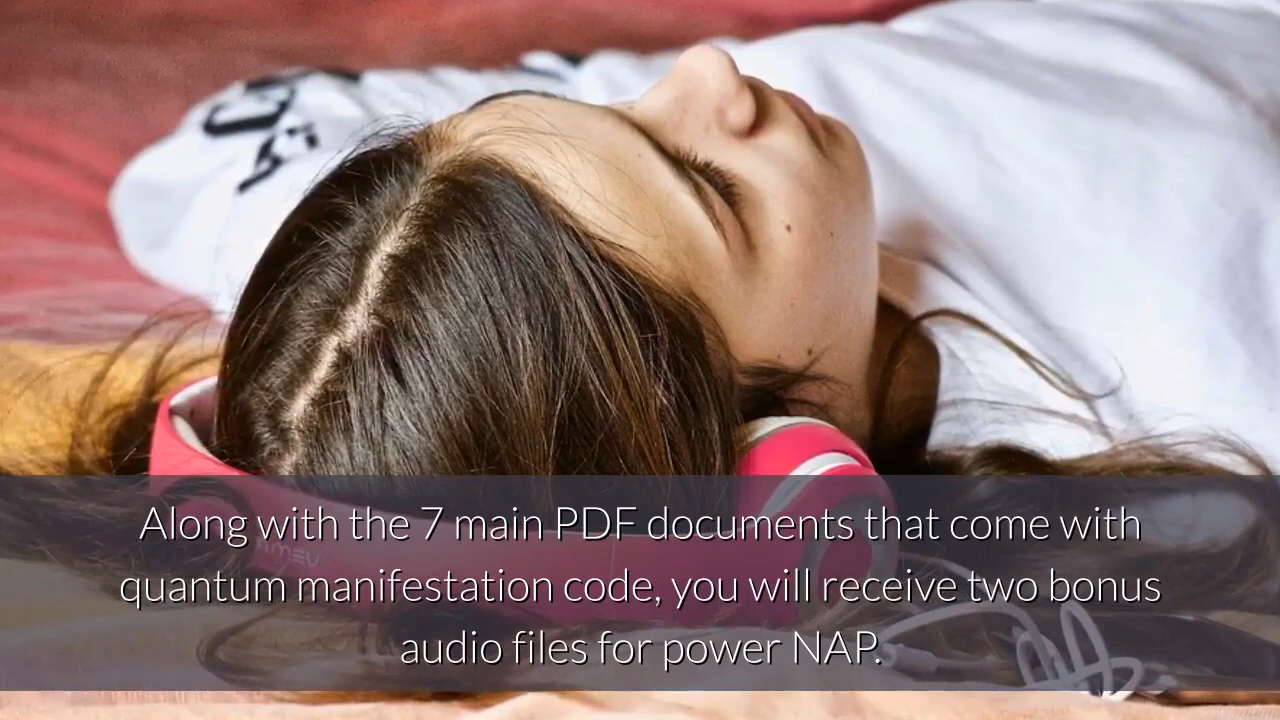 Along with the 7 main PDF documents that come with
quantum manifestation code, you will receive two bonus
audio files for power NAP.